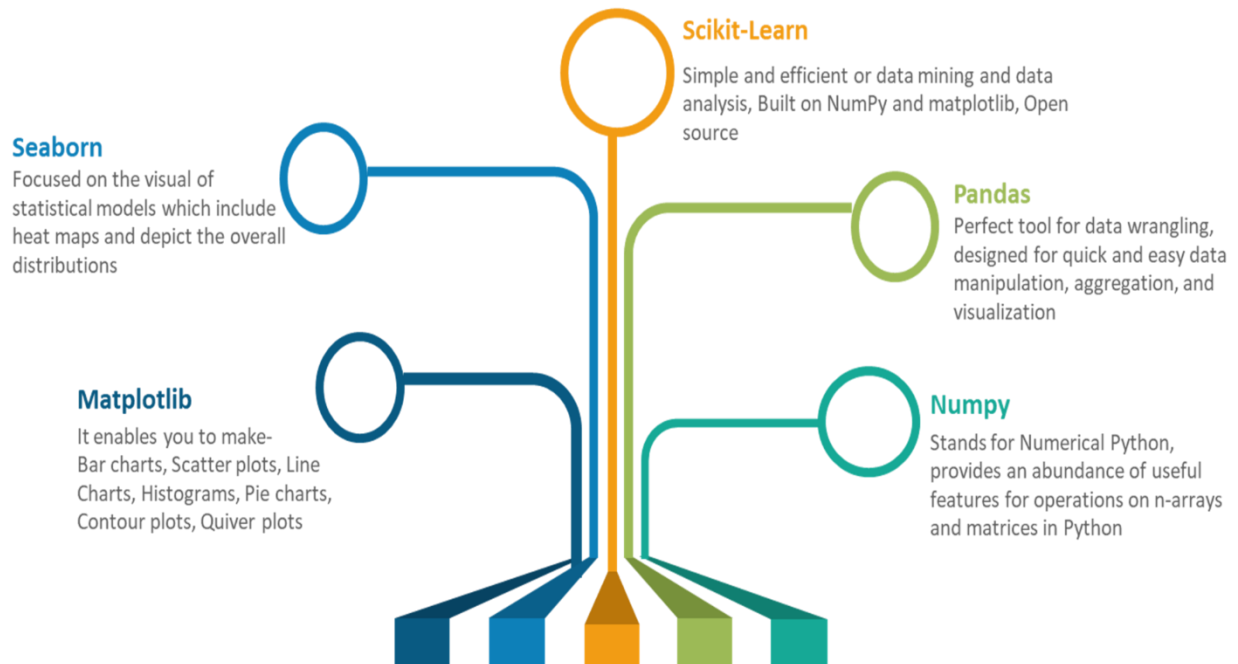 Scikit-Learn
Simple and efficient or data mining and data
analysis, Built on NumPy and matplotlib, Open
source
Seaborn
Focused on the visual of
statistical models which include
heat maps and depict the overall
distributions
Pandas
Perfect tool for data wrangling,
designed for quick and easy data
manipulation, aggregation, and
visualization
Matplotlib
It enables you to make-
Bar charts, Scatter plots, Line
Charts, Histograms, Pie charts,
Contour plots, Quiver plots
Numpy
Stands for Numerical Python,
provides an abundance of useful
features for operations on n-arrays
and matrices in Python